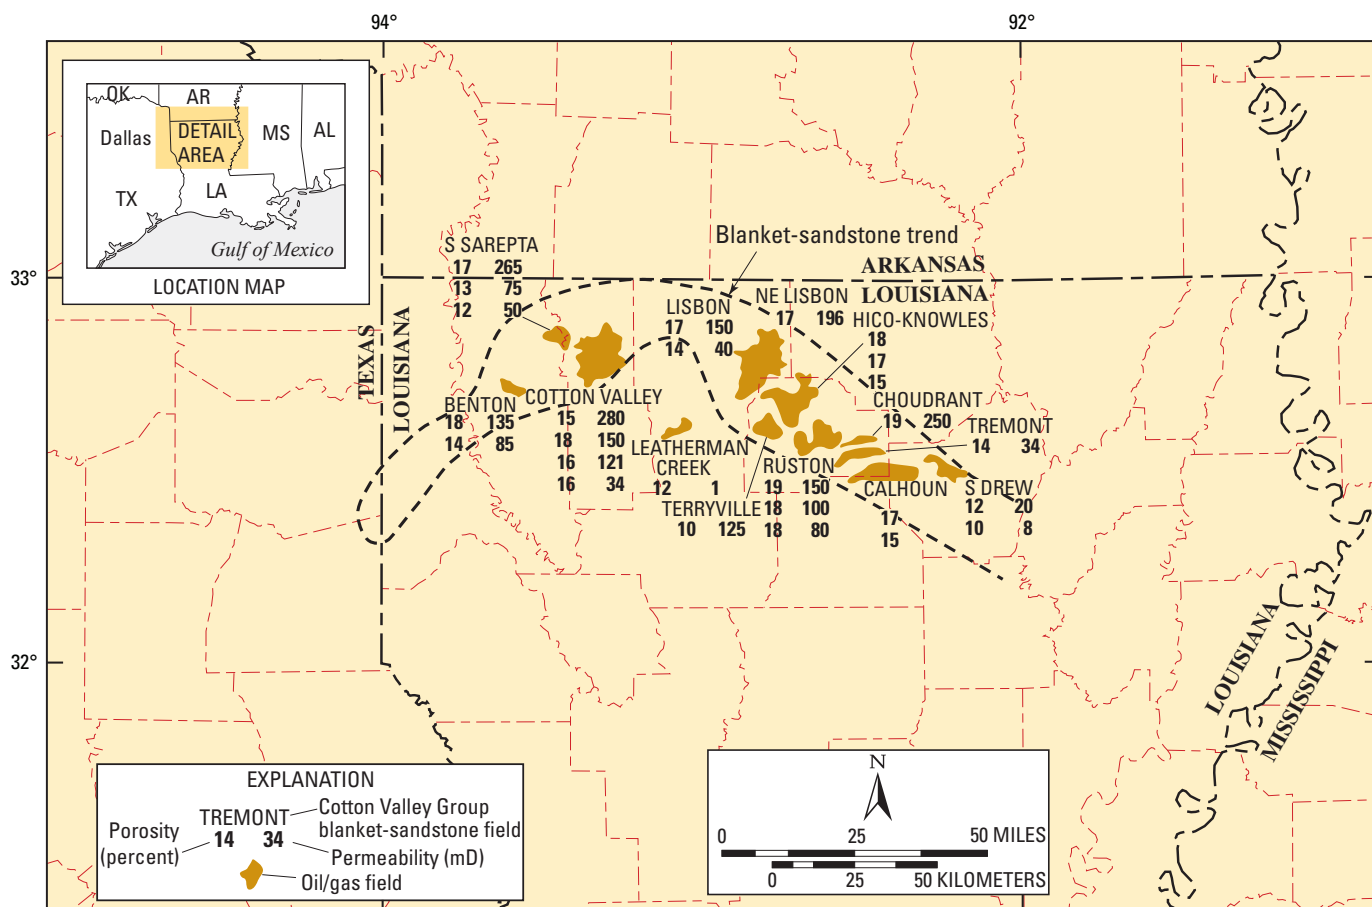 94°
92°
33°
32°
OK
AR
Dallas
DETAIL
AREA
MS
AL
TX
LA
Gulf of Mexico
LOCATION MAP
Blanket-sandstone trend
ARKANSAS
LOUISIANA
TEXAS
LOUISIANA
S SAREPTA
17 265
13 75
12 50
LISBON
17 150
14 40
NE LISBON
17 196
HICO-KNOWLES
18
17
15
BENTON
18 135
14 85
COTTON VALLEY
15 280
18 150
16 121
16 34
CHOUDRANT
19 250
TREMONT
14 34
LEATHERMAN
CREEK
12 1
TERRYVILLE
10 125
RUSTON
19 150
18 100
18 80
CALHOUN
17
15
S DREW
12 20
10 8
LOUISIANA
MISSISSIPPI
EXPLANATION
TREMONT
14 34
Cotton Valley Group
blanket-sandstone field
Porosity
(percent)
Permeability (mD)
Oil/gas field
N
0 25 50 MILES
0 25 50 KILOMETERS